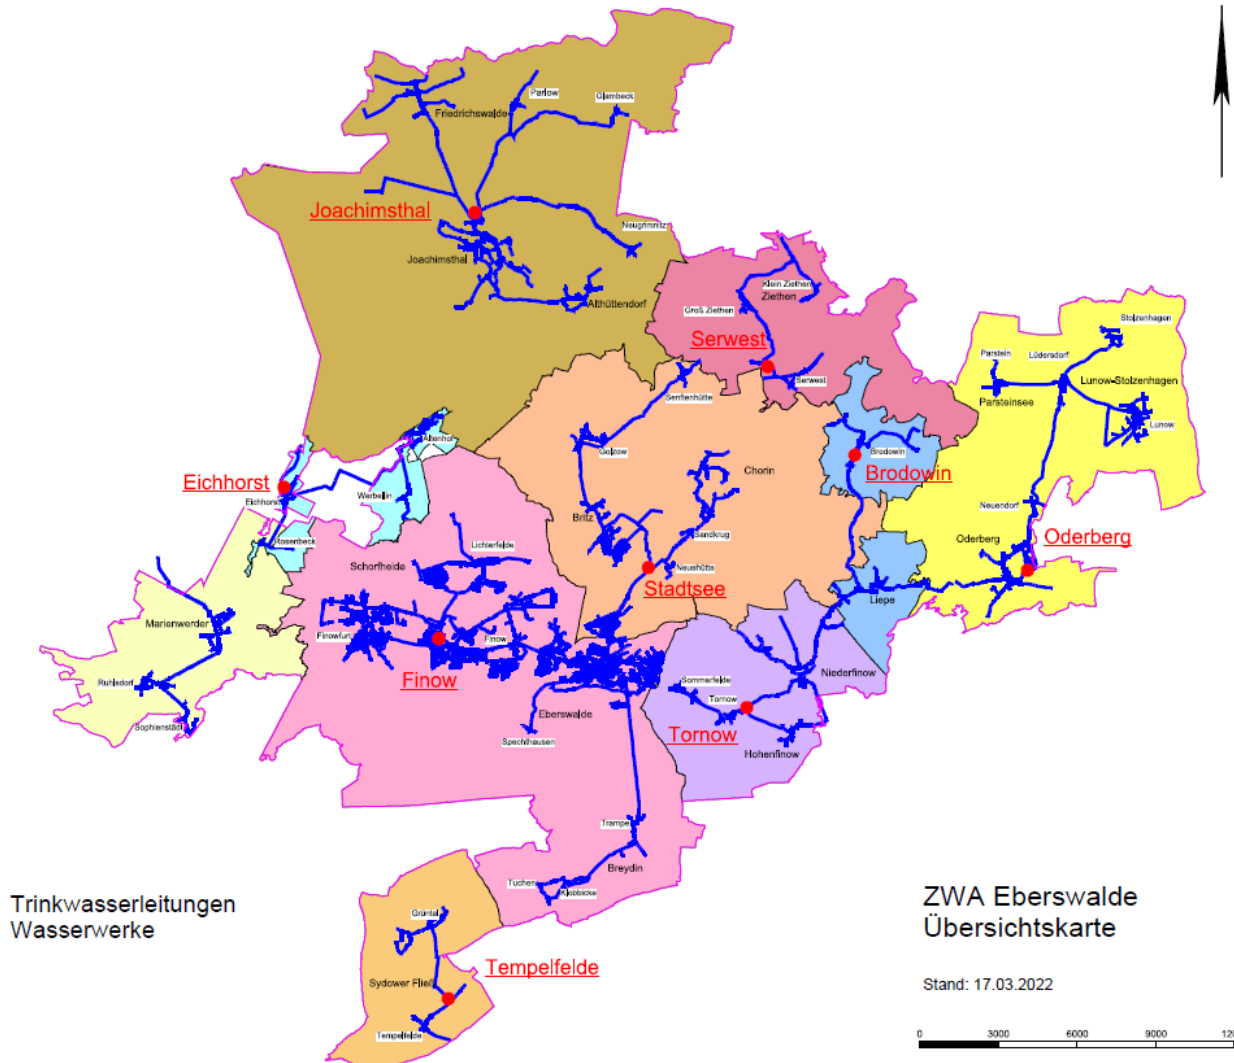 Parlow
Glambeck
Friedrichswalde
Joachimsthal
Neugrimnitz
Joachimsthal
Althüttendorf
Klein Ziethen
Ziethen
Groß Ziethen
Serwest
Serwest
Stolzenhagen
Parstein
Lüdersdorf
Lunow-Stolzenhagen
Parsteinsee
Lunow
Senftenhütte
Altenhof
Golzow
Chorin
Brodowin
Brodowin
Eichhorst
Eichhorst
Werbellin
Britz
Sandkrug
Neuendorf
Rosenbeck
Lichterfelde
Oderberg
Oderberg
Schorfheide
Neuehütte
Stadtsee
Liepe
Marienwerder
Finowfurt
Finow
Finow
Niederfinow
Sommerfelde
Tornow
Tornow
Ruhlsdorf
Sophienstädt
Eberswalde
Spechthausen
Hohenfinow
Trampe
Breydin
Tuchen
Klobbicke
Trinkwasserleitungen
Wasserwerke
Grüntal
Tempelfelde
Sydower Fließ
Tempelfelde
ZWA Eberswalde
Übersichtskarte
Stand: 17.03.2022
0 3000 6000 9000